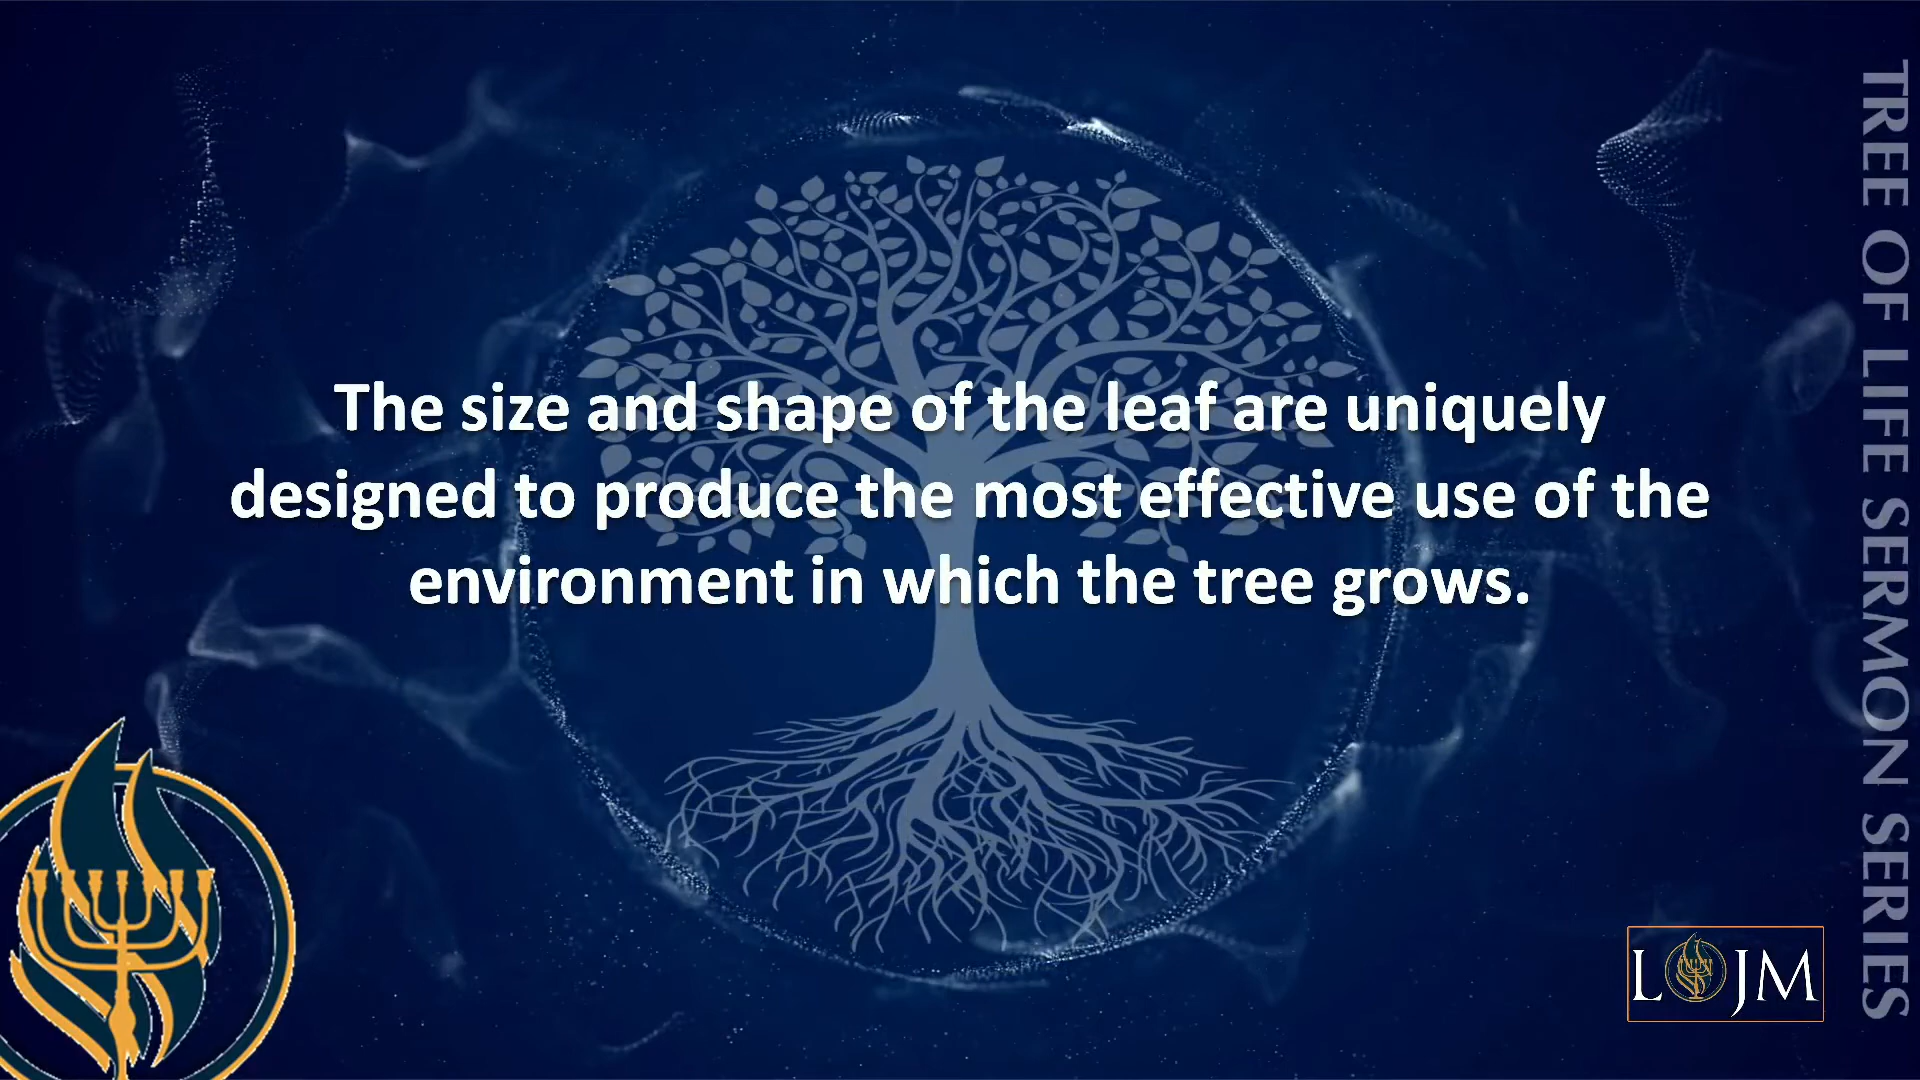 The size and shape of the leaf are uniquely
designed to produce the most effective use of the
environment in which the tree grows.
TREE OF LIFE SERMON SERIES
LOJM